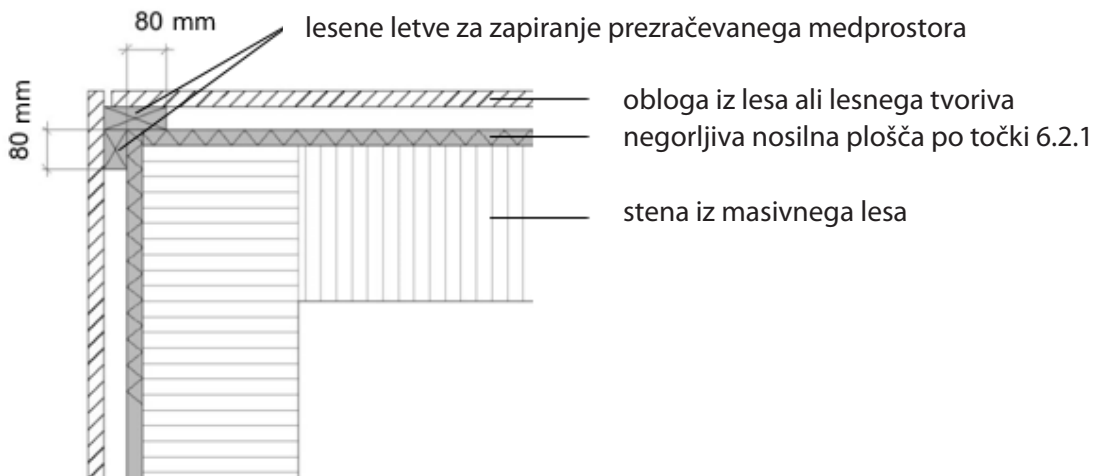 80 mm
lesene letve za zapiranje prezračevanega medprostora
80 mm
obloga iz lesa ali lesnega tvoriva
negorljiva nosilna plošča po točki 6.2.1
stena iz masivnega lesa